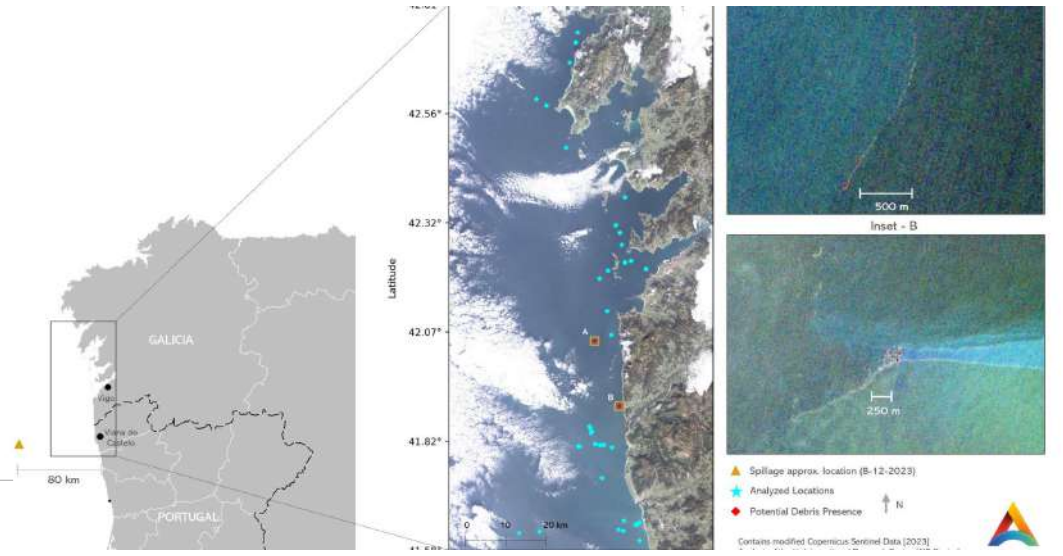 GALICIA
Vigo
Viana do
Castelo
80 km
PORTUGAL
Latitude
42.56°
42.32°
42.07°
41.82°
A
B
0
20 km
500 m
Inset - B
250 m
Spillage approx. location (8-12-2023)
Analyzed Locations
N
Potential Debris Presence
Contains modified Copernicus Sentinel Data [2023]